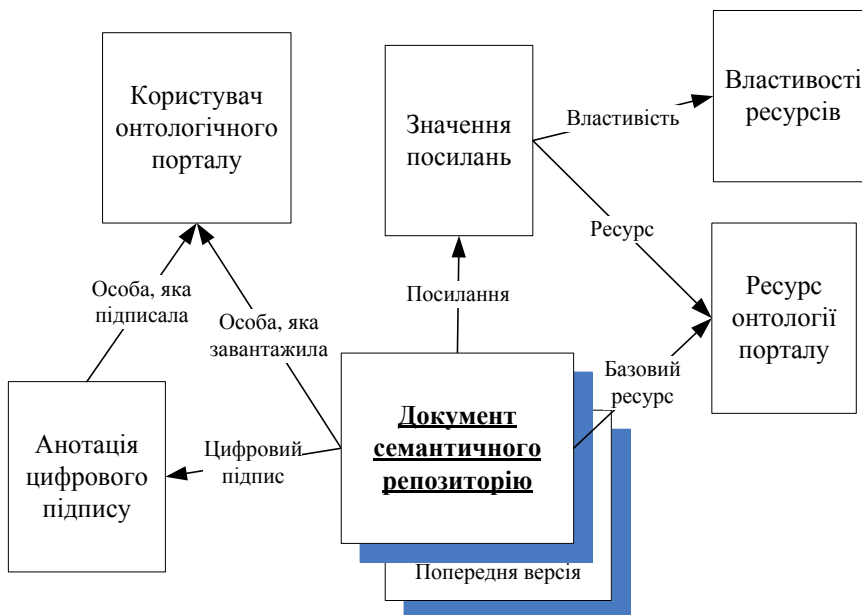 Користувач
онтологічного
порталу
Значення
посилань
Властивості
ресурсів
Властивість
Ресурс
Ресурс
онтології
порталу
Особа, яка
підписала
Особа, яка
завантажила
Посилання
Базовий
ресурс
Анотація
цифрового
підпису
Цифровий
підпис
Документ
семантичного
репозиторію
Попередня версія